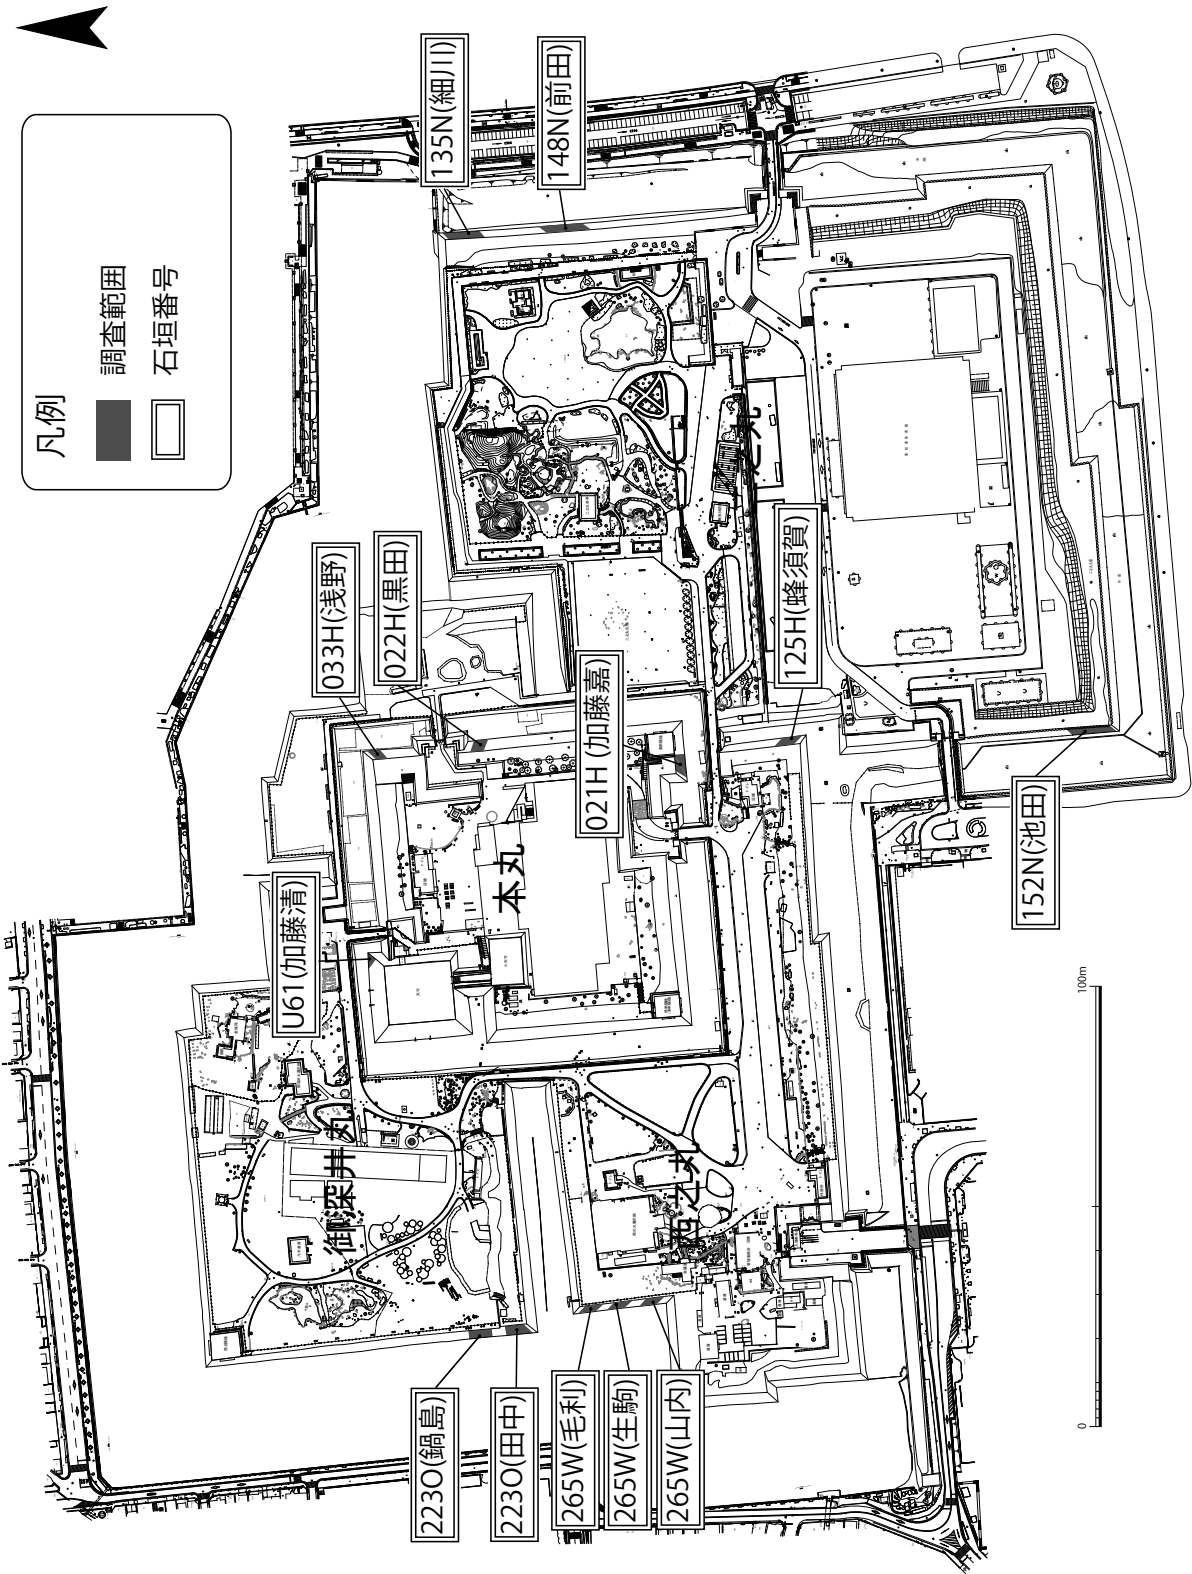 凡例
調査範囲
石垣番号
135N(細川)
148N(前田)
033H(浅野)
022H(黒田)
021H (加藤嘉)
125H(蜂須賀)
152N(池田)
U61(加藤清)
本丸
御深井丸
西之丸
223O(鍋島)
223O(田中)
265W(毛利)
265W(生駒)
265W(山内)
0
100m